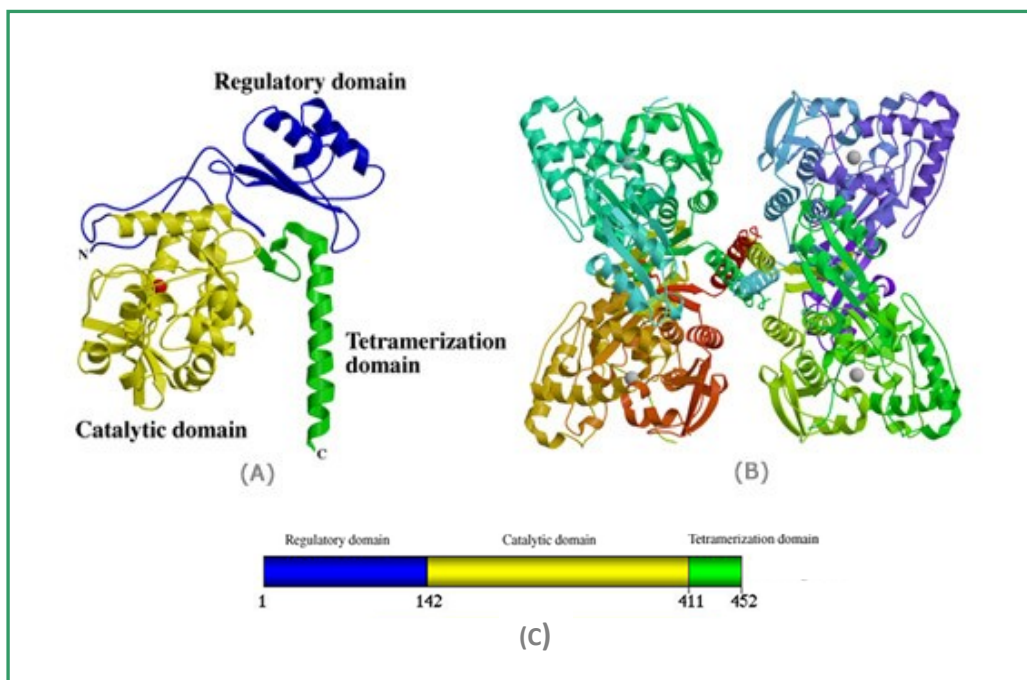 Regulatory domain
N
Tetramerization
domain
Catalytic domain
C
(A)
(B)
Regulatory domain
Catalytic domain
Tetramerization domain
1
142
411
452
(C)